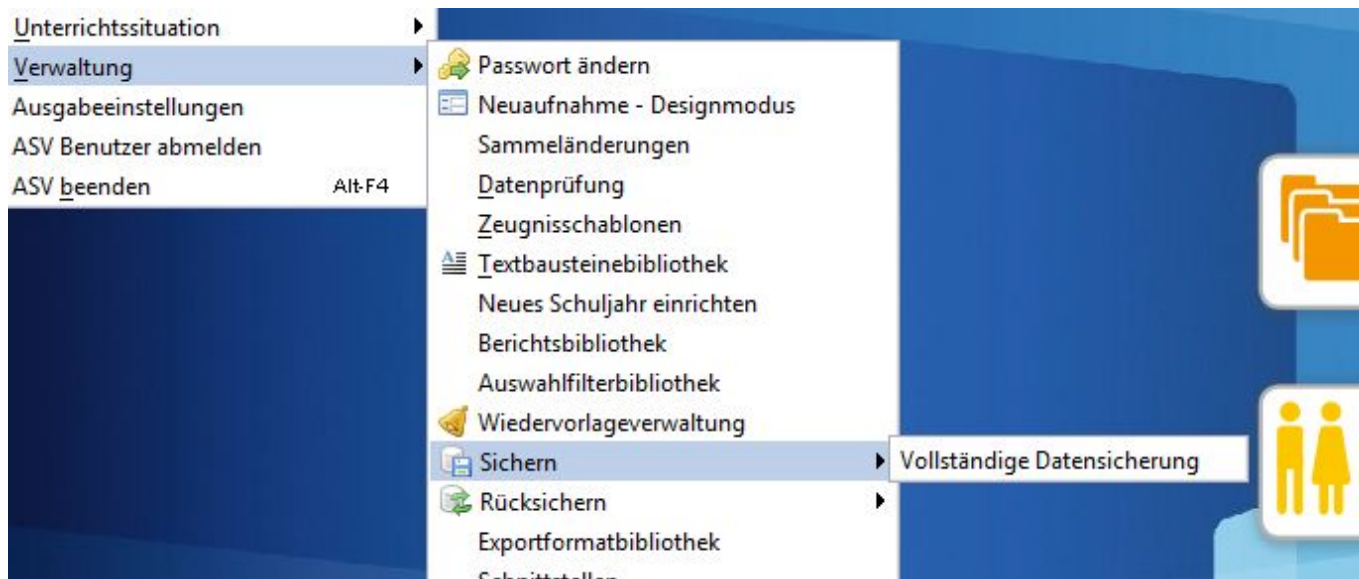 Unterrichtssituation
Verwaltung
Ausgabeeinstellungen
ASV Benutzer abmelden
ASV beenden Alt-F4
Passwort ändern
Neuaufnahme - Designmodus
Sammeländerungen
Datenprüfung
Zeugnisschablonen
Textbausteinebibliothek
Neues Schuljahr einrichten
Berichtsbibliothek
Auswahlfilterbibliothek
Wiedervorlageverwaltung
Sichern
Vollständige Datensicherung
Rücksichern
Exportformatbibliothek
Schnittstellen